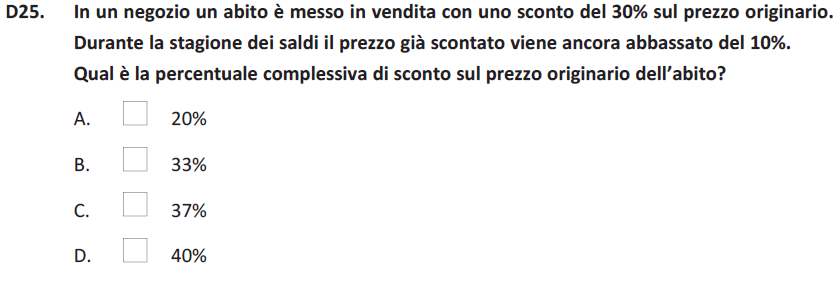 D25. In un negozio un abito è messo in vendita con uno sconto del 30% sul prezzo originario.
Durante la stagione dei saldi il prezzo già scontato viene ancora abbassato del 10%.
Qual è la percentuale complessiva di sconto sul prezzo originario dell’abito?
A. 20%
B. 33%
C. 37%
D. 40%